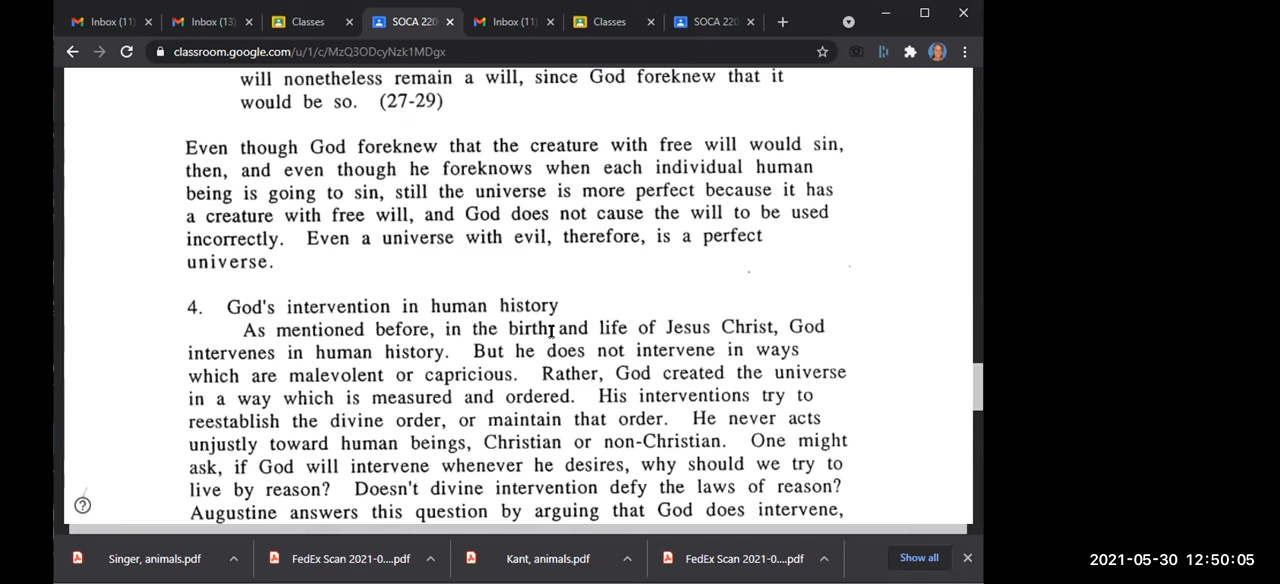 Inbox (11)
Inbox (13)
Classes
SOCA 220
Inbox (11)
Classes
SOCA 220
classroom.google.com/u/1/c/MzQ3ODcyNzk1MDgx
will nonetheless remain a will, since God foreknew that it
would be so. (27-29)
Even though God foreknew that the creature with free will would sin,
then, and even though he foreknows when each individual human
being is going to sin, still the universe is more perfect because it has
a creature with free will, and God does not cause the will to be used
incorrectly. Even a universe with evil, therefore, is a perfect
universe.
4. God's intervention in human history
As mentioned before, in the birth and life of Jesus Christ, God
intervenes in human history. But he does not intervene in ways
which are malevolent or capricious. Rather, God created the universe
in a way which is measured and ordered. His interventions try to
reestablish the divine order, or maintain that order. He never acts
unjustly toward human beings, Christian or non-Christian. One might
ask, if God will intervene whenever he desires, why should we try to
live by reason? Doesn't divine intervention defy the laws of reason?
Augustine answers this question by arguing that God does intervene,
Singer, animals.pdf
FedEx Scan 2021-0....pdf
Kant, animals.pdf
FedEx Scan 2021-0....pdf
Show all
2021-05-30 12:50:05